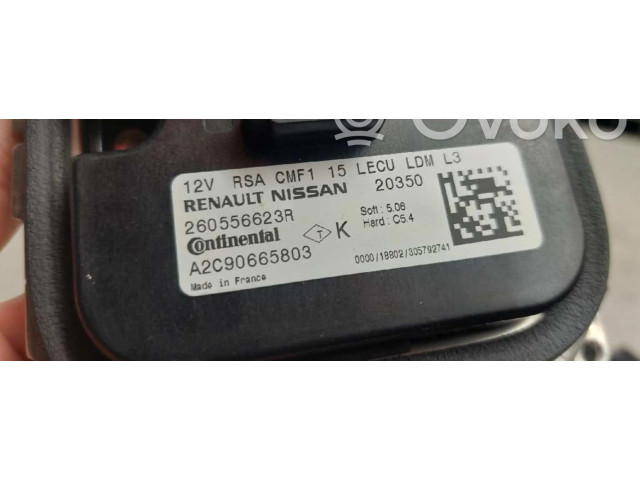 Ovoko
12V RSA CMF1 15 LECU LDM L3
RENAULT NISSAN 20350
260556623R Soft : 5.06
Continental T K Hard : C5.4
A2C90665803 0000/18802/305792741
Made in France